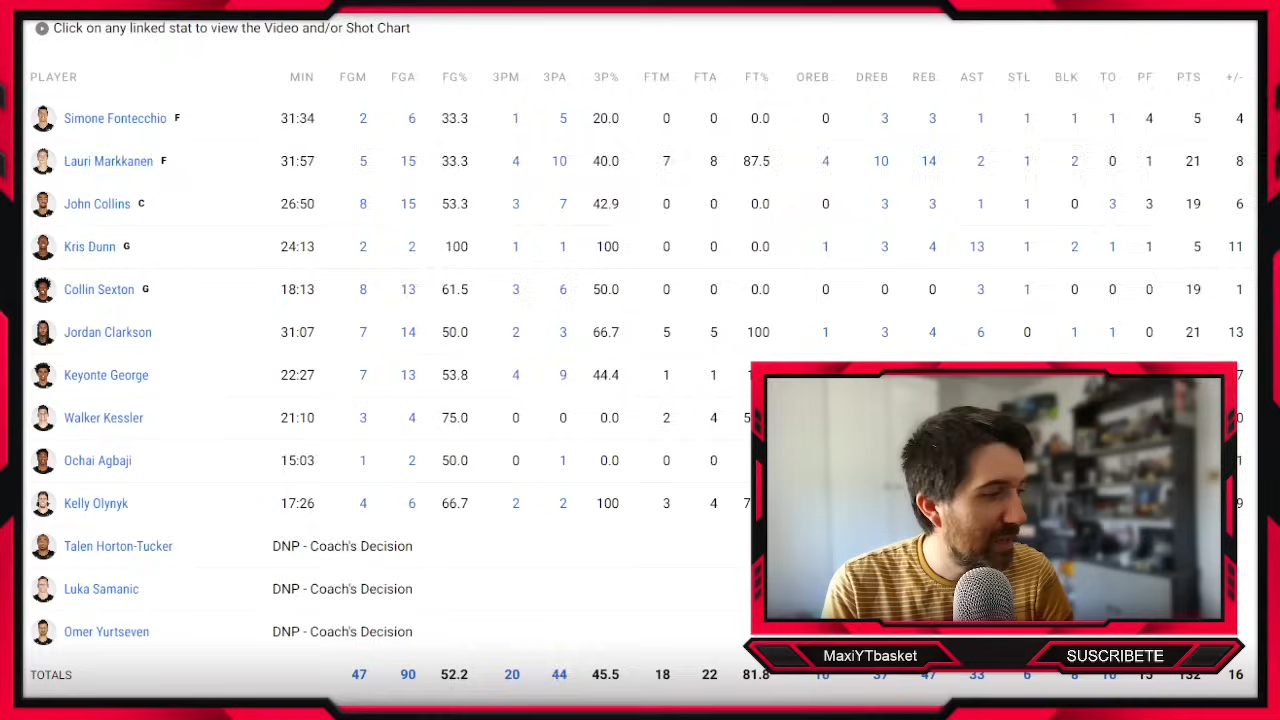 Click on any linked stat to view the Video and/or Shot Chart
PLAYER MIN FGM FGA FG% 3PM 3PA 3P% FTM FTA FT% OREB DREB REB AST STL BLK TO PF PTS +/-
Simone Fontecchio F 31:34 2 6 33.3 1 5 20.0 0 0 0.0 0 3 3 1 1 1 1 4 5 4
Lauri Markkanen F 31:57 5 15 33.3 4 10 40.0 7 8 87.5 4 10 14 2 1 2 0 1 21 8
John Collins C 26:50 8 15 53.3 3 7 42.9 0 0 0.0 0 3 3 1 1 0 3 3 19 6
Kris Dunn G 24:13 2 2 100 1 1 100 0 0 0.0 1 3 4 13 1 2 1 1 5 11
Collin Sexton G 18:13 8 13 61.5 3 6 50.0 0 0 0.0 0 0 0 3 1 0 0 0 19 1
Jordan Clarkson 31:07 7 14 50.0 2 3 66.7 5 5 100 1 3 4 6 0 1 1 0 21 13
Keyonte George 22:27 7 13 53.8 4 9 44.4 1 1 1 7
Walker Kessler 21:10 3 4 75.0 0 0 0.0 2 4 5 0
Ochai Agbaji 15:03 1 2 50.0 0 1 0.0 0 0 1
Kelly Olynyk 17:26 4 6 66.7 2 2 100 3 4 7 9
Talen Horton-Tucker DNP - Coach's Decision
Luka Samanic DNP - Coach's Decision
Omer Yurtseven DNP - Coach's Decision
MaxiYTbasket SUSCRIBETE
TOTALS 47 90 52.2 20 44 45.5 18 22 81.8 47 33 132 16